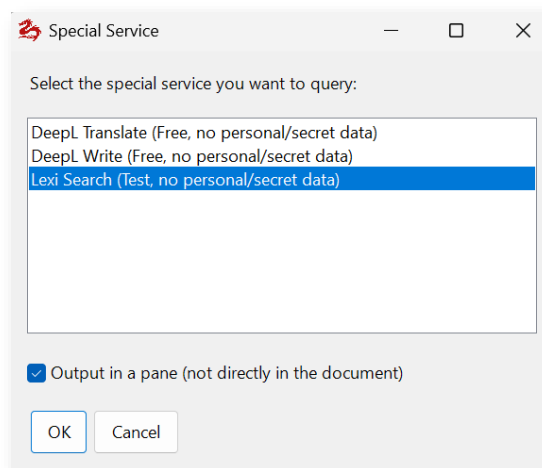 Special Service
Select the special service you want to query:
DeepL Translate (Free, no personal/secret data)
DeepL Write (Free, no personal/secret data)
Lexi Search (Test, no personal/secret data)
Output in a pane (not directly in the document)
OK Cancel